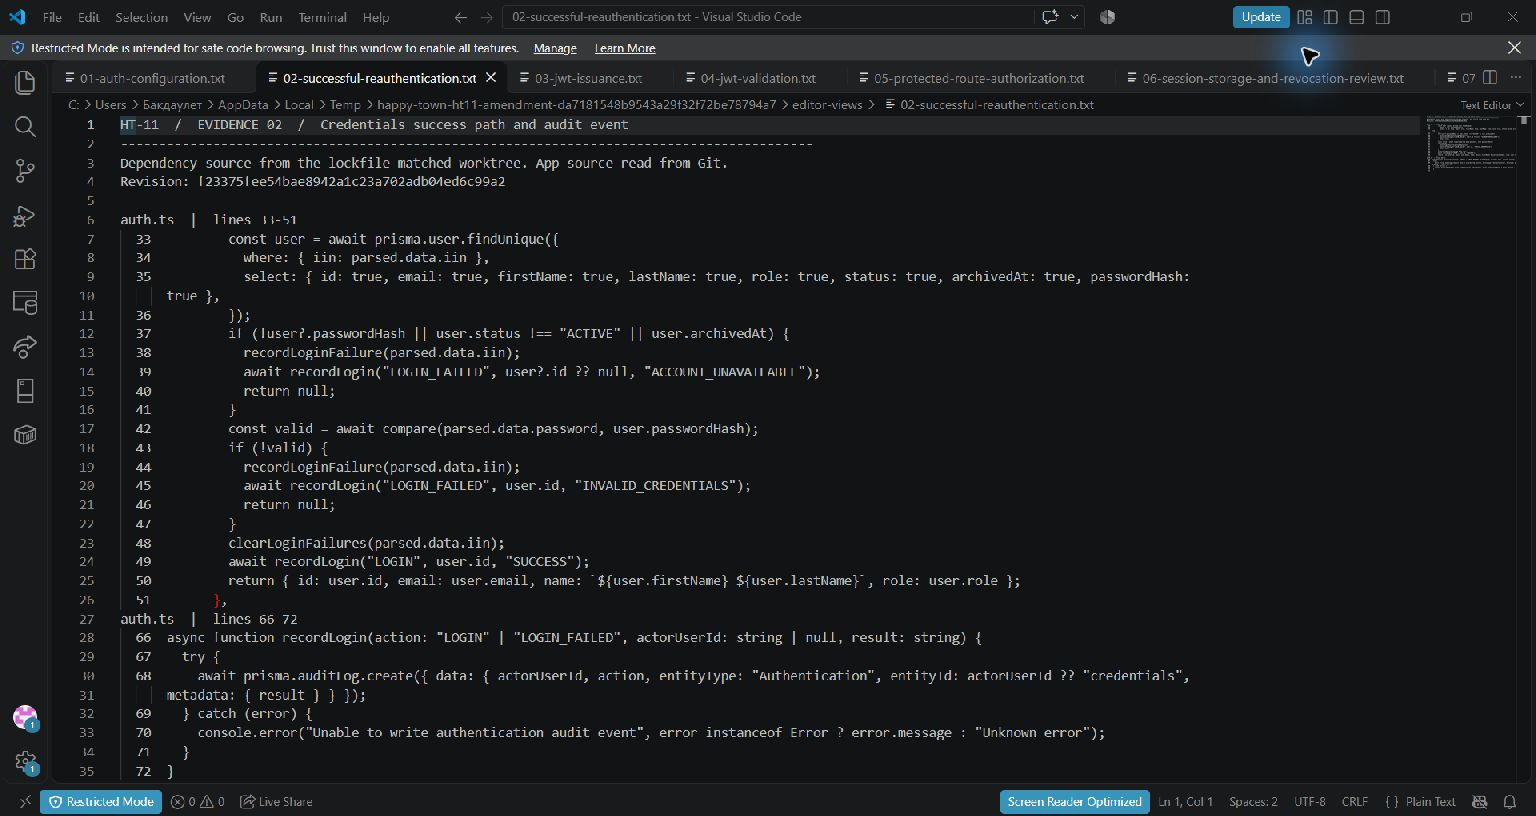 File Edit Selection View Go Run Terminal Help
02-successful-reauthentication.txt - Visual Studio Code
Update
Restricted Mode is intended for safe code browsing. Trust this window to enable all features. Manage Learn More
01-auth-configuration.txt 02-successful-reauthentication.txt 03-jwt-issuance.txt 04-jwt-validation.txt 05-protected-route-authorization.txt 06-session-storage-and-revocation-review.txt 07
C: > Users > Бакдаулет > AppData > Local > Temp > happy-town-ht11-amendment-da7181548b9543a29f32f72be78794a7 > editor-views > 02-successful-reauthentication.txt
Text Editor
1 HT-11 / EVIDENCE 02 / Credentials success path and audit event
2 --------------------------------------------------------------------------------
3 Dependency source from the lockfile matched worktree. App source read from Git.
4 Revision: f23375fee54bae8942a1c23a702adb04ed6c99a2
5
6 auth.ts | lines 33-51
7 33 const user = await prisma.user.findUnique({
8 34 where: { iin: parsed.data.iin },
9 35 select: { id: true, email: true, firstName: true, lastName: true, role: true, status: true, archivedAt: true, passwordHash:
10 true },
11 36 });
12 37 if (!user?.passwordHash || user.status !== "ACTIVE" || user.archivedAt) {
13 38 recordLoginFailure(parsed.data.iin);
14 39 await recordLogin("LOGIN_FAILED", user?.id ?? null, "ACCOUNT_UNAVAILABLE");
15 40 return null;
16 41 }
17 42 const valid = await compare(parsed.data.password, user.passwordHash);
18 43 if (!valid) {
19 44 recordLoginFailure(parsed.data.iin);
20 45 await recordLogin("LOGIN_FAILED", user.id, "INVALID_CREDENTIALS");
21 46 return null;
22 47 }
23 48 clearLoginFailures(parsed.data.iin);
24 49 await recordLogin("LOGIN", user.id, "SUCCESS");
25 50 return { id: user.id, email: user.email, name: `${user.firstName} ${user.lastName}`, role: user.role };
26 51 },
27 auth.ts | lines 66-72
28 66 async function recordLogin(action: "LOGIN" | "LOGIN_FAILED", actorUserId: string | null, result: string) {
29 67 try {
30 68 await prisma.auditLog.create({ data: { actorUserId, action, entityType: "Authentication", entityId: actorUserId ?? "credentials",
31 metadata: { result } } });
32 69 } catch (error) {
33 70 console.error("Unable to write authentication audit event", error instanceof Error ? error.message : "Unknown error");
34 71 }
35 72 }
1
1
Restricted Mode 0 0 Live Share Screen Reader Optimized Ln 1, Col 1 Spaces: 2 UTF-8 CRLF { } Plain Text